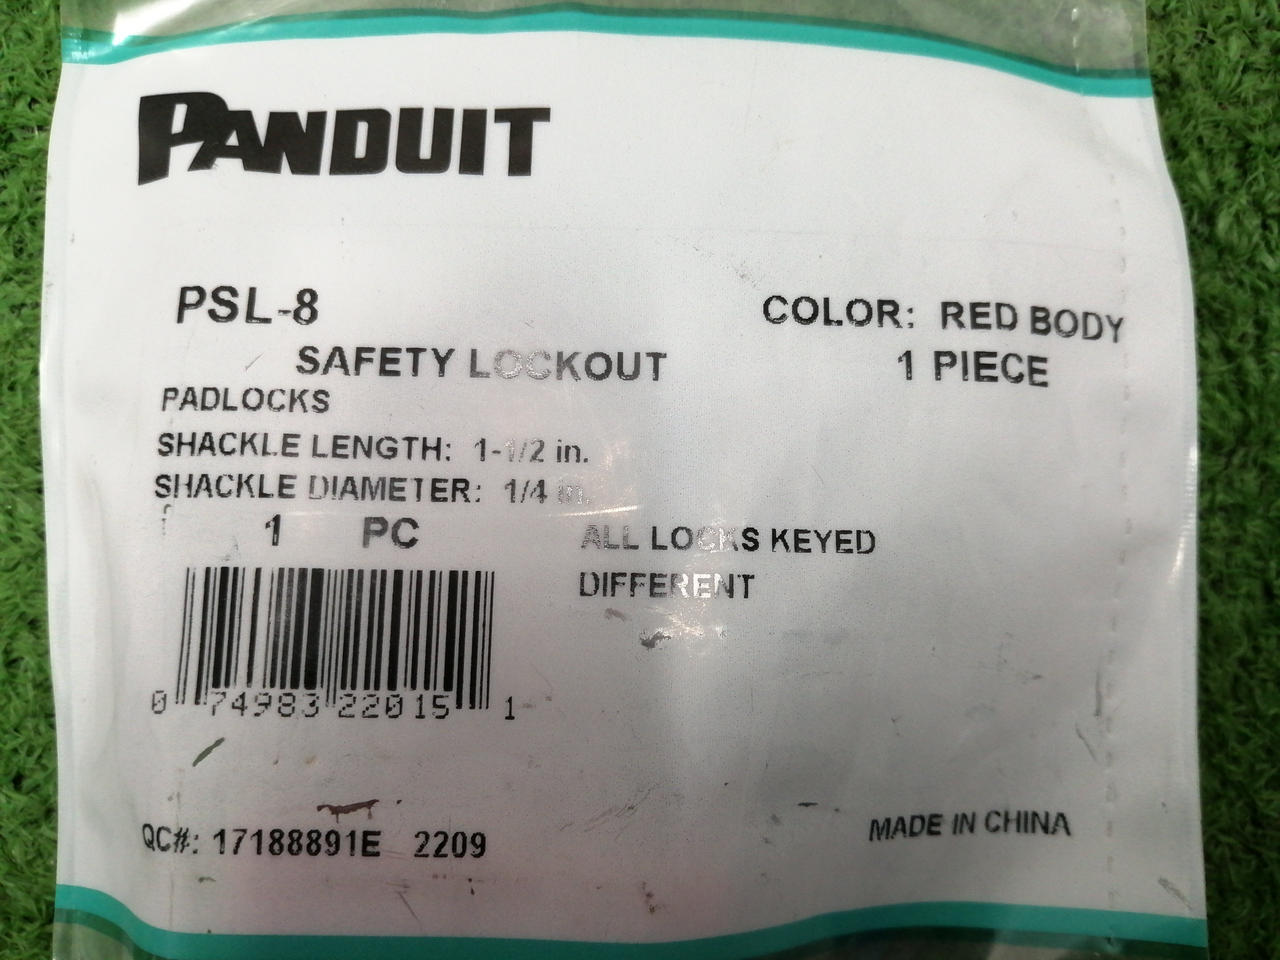 PANDUIT
PSL-8
COLOR: RED BODY
SAFETY LOCKOUT
1 PIECE
PADLOCKS
SHACKLE LENGTH: 1-1/2 in.
SHACKLE DIAMETER: 1/4 in.
1 PC
ALL LOCKS KEYED
DIFFERENT
0 74983 22015 1
QC#: 17188891E 2209
MADE IN CHINA